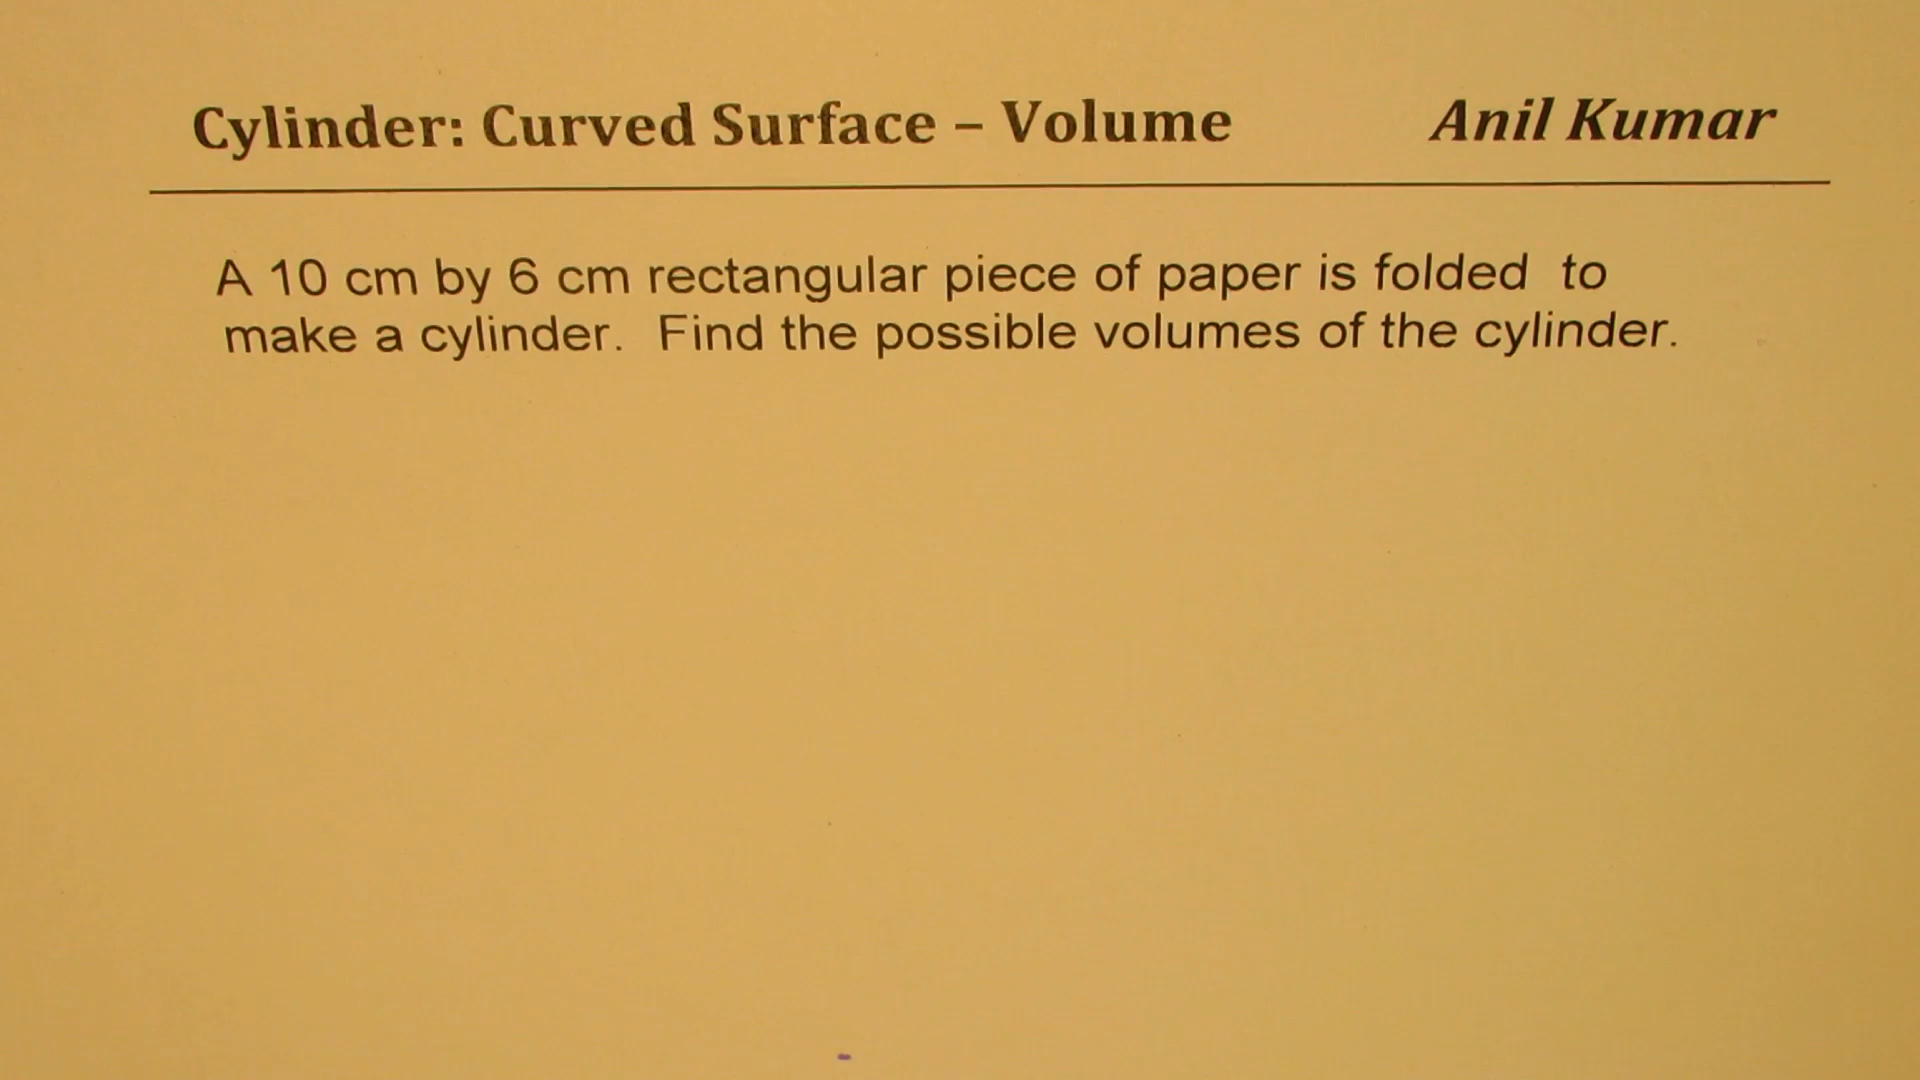 Cylinder: Curved Surface – Volume Anil Kumar
A 10 cm by 6 cm rectangular piece of paper is folded to
make a cylinder. Find the possible volumes of the cylinder.